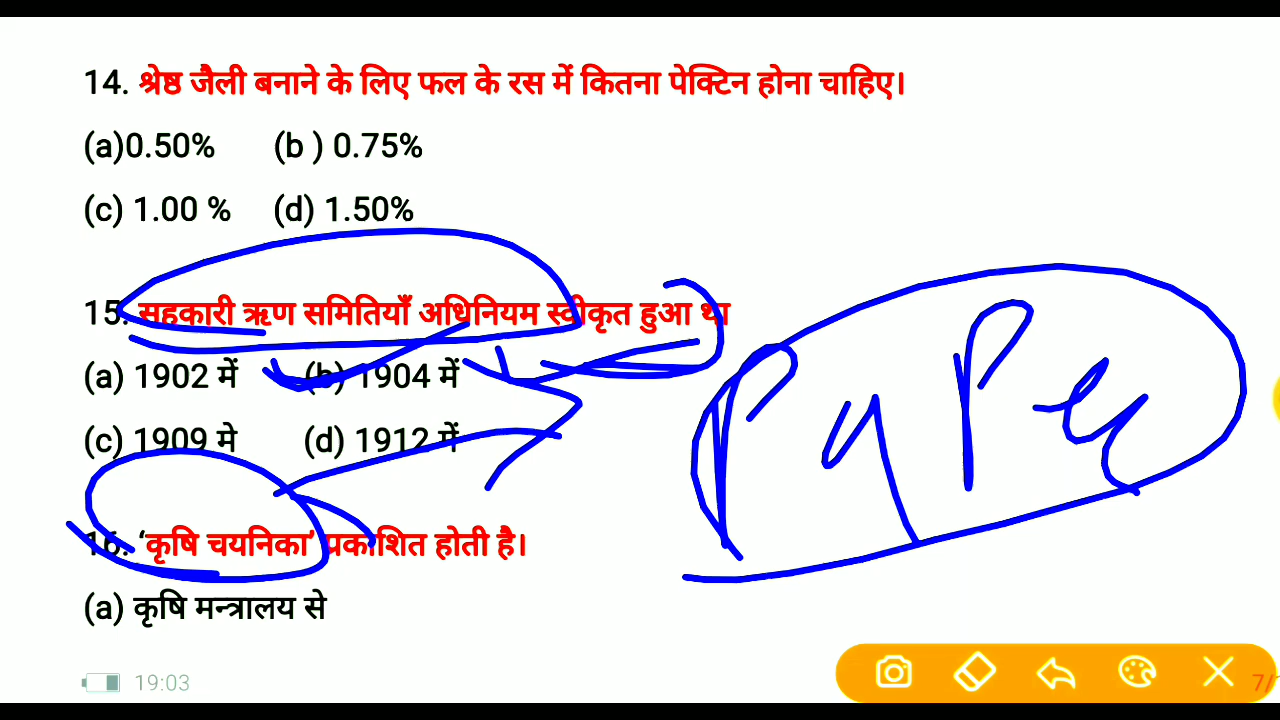 14. श्रेष्ठ जैली बनाने के लिए फल के रस में कितना पेक्टिन होना चाहिए।
(a)0.50% (b ) 0.75%
(c) 1.00 % (d) 1.50%
15. सहकारी ऋण समितियाँ अधिनियम स्वीकृत हुआ था
(a) 1902 में (b) 1904 में
(c) 1909 मे (d) 1912 में
16. ‘कृषि चयनिका’ प्रकाशित होती है।
(a) कृषि मन्त्रालय से
19:03